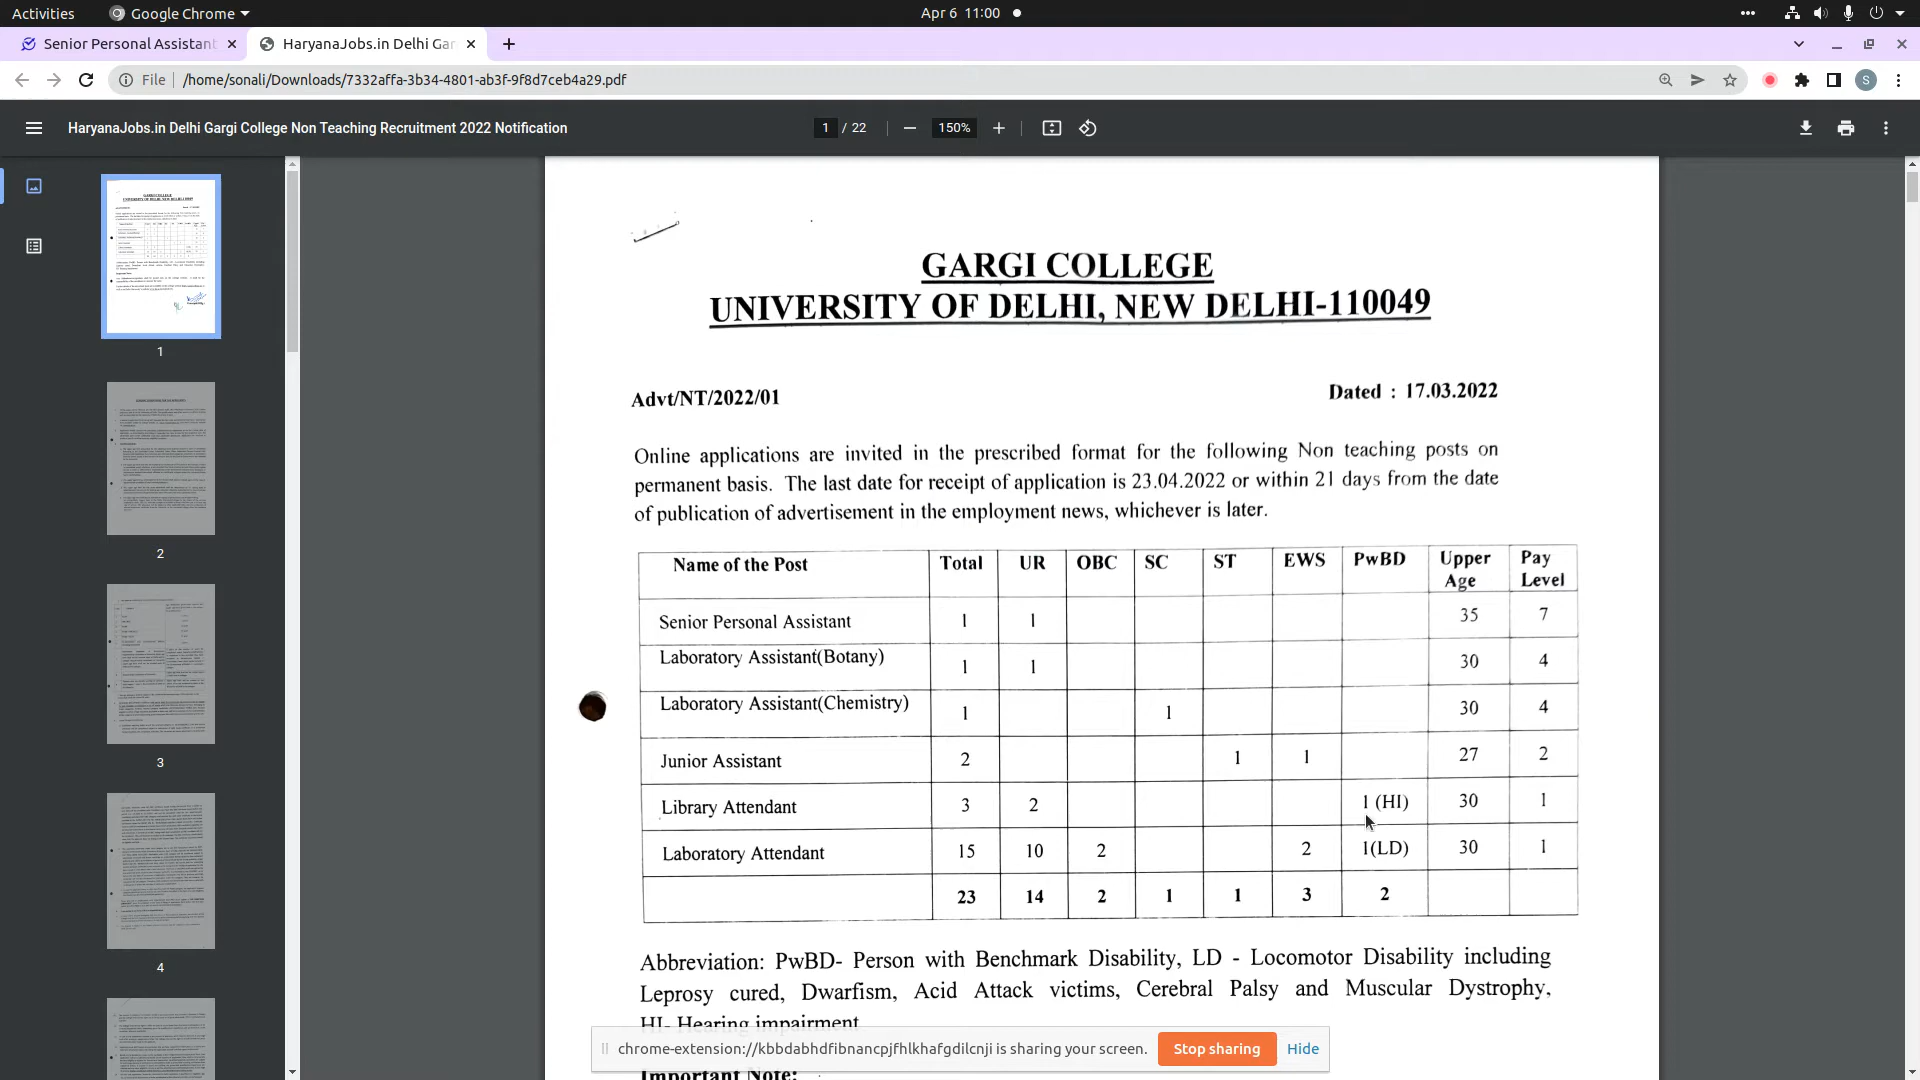 Activities Google Chrome Apr 6 11:00
Senior Personal Assistant HaryanaJobs.in Delhi Gar
File /home/sonali/Downloads/7332affa-3b34-4801-ab3f-9f8d7ceb4a29.pdf S
HaryanaJobs.in Delhi Gargi College Non Teaching Recruitment 2022 Notification 1 / 22 150%
1
2
3
4
GARGI COLLEGE
UNIVERSITY OF DELHI, NEW DELHI-110049
Advt/NT/2022/01 Dated : 17.03.2022
Online applications are invited in the prescribed format for the following Non teaching posts on
permanent basis. The last date for receipt of application is 23.04.2022 or within 21 days from the date
of publication of advertisement in the employment news, whichever is later.
Name of the Post Total UR OBC SC ST EWS PwBD Upper Age Pay Level
Senior Personal Assistant 1 1 35 7
Laboratory Assistant(Botany) 1 1 30 4
Laboratory Assistant(Chemistry) 1 1 30 4
Junior Assistant 2 1 1 27 2
Library Attendant 3 2 1 (HI) 30 1
Laboratory Attendant 15 10 2 2 1(LD) 30 1
23 14 2 1 1 3 2
Abbreviation: PwBD- Person with Benchmark Disability, LD - Locomotor Disability including
Leprosy cured, Dwarfism, Acid Attack victims, Cerebral Palsy and Muscular Dystrophy,
HI- Hearing impairment
chrome-extension://kbbdabhdfibnancpjfhlkhafgdilcnji is sharing your screen. Stop sharing Hide
Important Note: